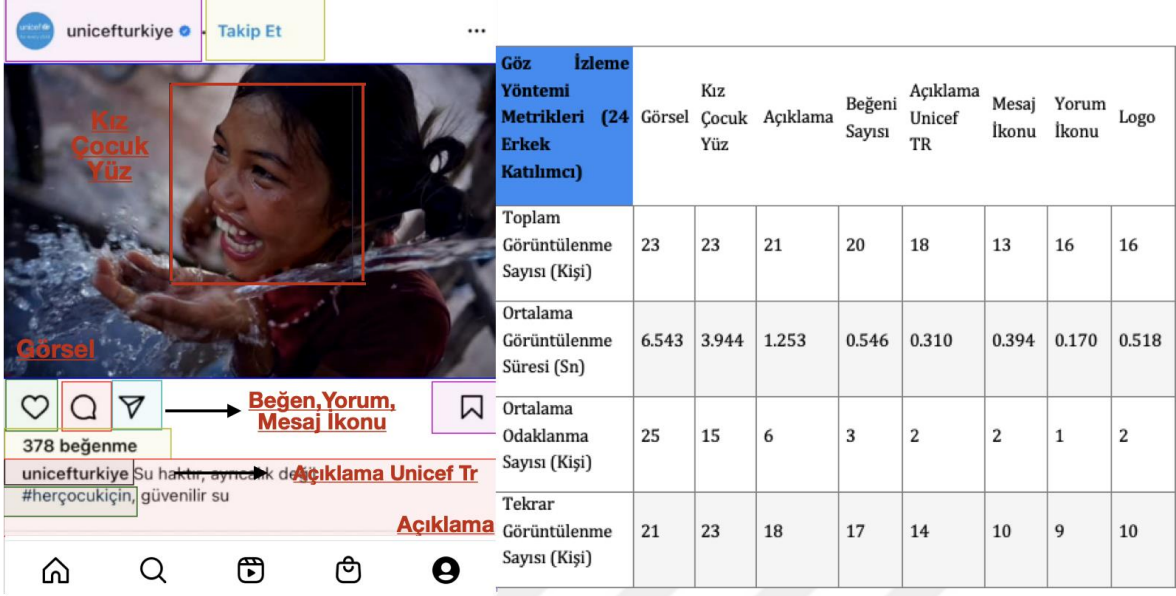 unicef
unicefturkiye · Takip Et ...
Kız
Çocuk
Yüz
Görsel
Beğen,Yorum,
Mesaj İkonu
378 beğenme
unicefturkiye Su haktır, ayrıcalık değil
Açıklama Unicef Tr
#herçocukiçin, güvenilir su
Açıklama
Göz İzleme
Yöntemi
Metrikleri (24
Erkek
Katılımcı)
Görsel
Kız
Çocuk
Yüz
Açıklama
Beğeni
Sayısı
Açıklama
Unicef
TR
Mesaj
İkonu
Yorum
İkonu
Logo
Toplam
Görüntülenme
Sayısı (Kişi)
23 23 21 20 18 13 16 16
Ortalama
Görüntülenme
Süresi (Sn)
6.543 3.944 1.253 0.546 0.310 0.394 0.170 0.518
Ortalama
Odaklanma
Sayısı (Kişi)
25 15 6 3 2 2 1 2
Tekrar
Görüntülenme
Sayısı (Kişi)
21 23 18 17 14 10 9 10